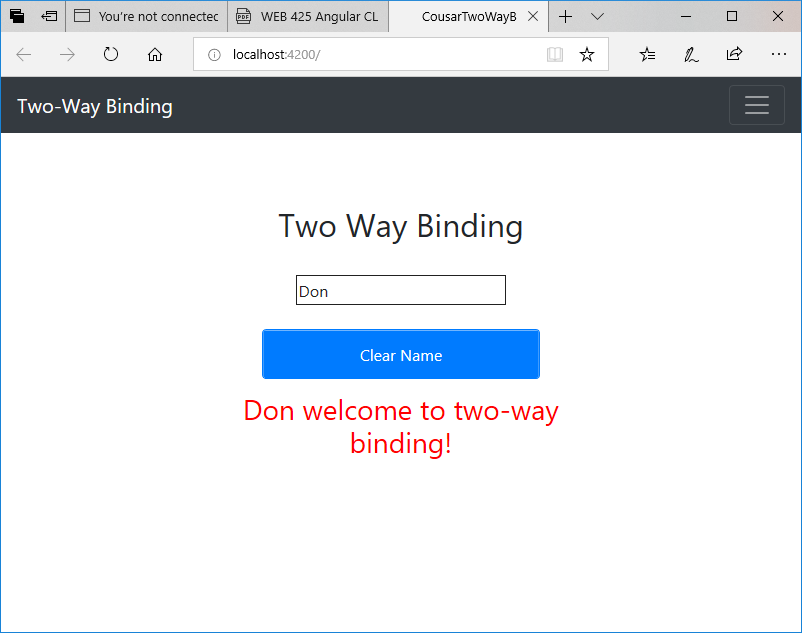 You're not connected
WEB 425 Angular CL
CousarTwoWayB
localhost:4200/
Two-Way Binding
Two Way Binding
Don
Clear Name
Don welcome to two-way
binding!